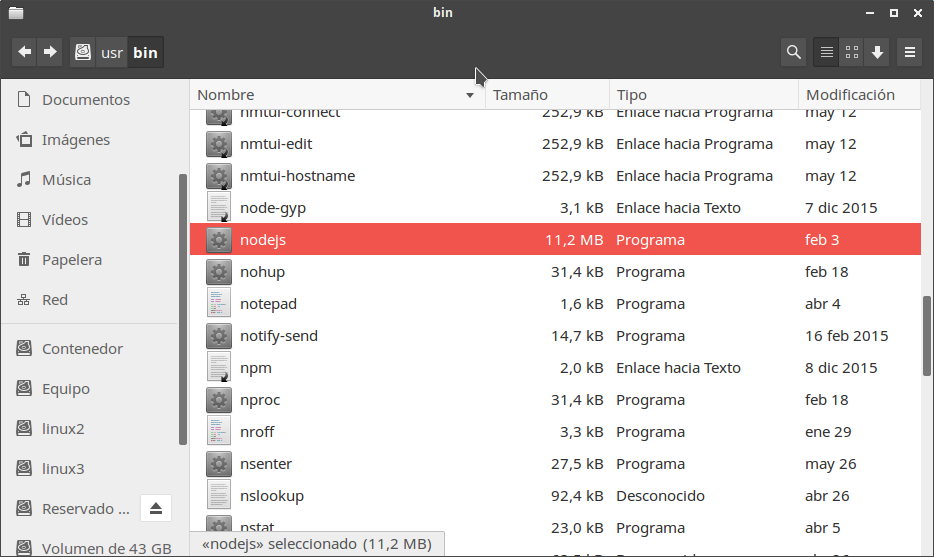 bin
usr bin
Documentos
Imágenes
Música
Vídeos
Papelera
Red
Contenedor
Equipo
linux2
linux3
Reservado ...
Volumen de 43 GB
Nombre Tamaño Tipo Modificación
nmtui-connect 252,9 kB Enlace hacia Programa may 12
nmtui-edit 252,9 kB Enlace hacia Programa may 12
nmtui-hostname 252,9 kB Enlace hacia Programa may 12
node-gyp 3,1 kB Enlace hacia Texto 7 dic 2015
nodejs 11,2 MB Programa feb 3
nohup 31,4 kB Programa feb 18
notepad 1,6 kB Programa abr 4
notify-send 14,7 kB Programa 16 feb 2015
npm 2,0 kB Enlace hacia Texto 8 dic 2015
nproc 31,4 kB Programa feb 18
nroff 3,3 kB Programa ene 29
nsenter 27,5 kB Programa may 26
nslookup 92,4 kB Desconocido abr 26
nstat 23,0 kB Programa abr 5
«nodejs» seleccionado (11,2 MB)